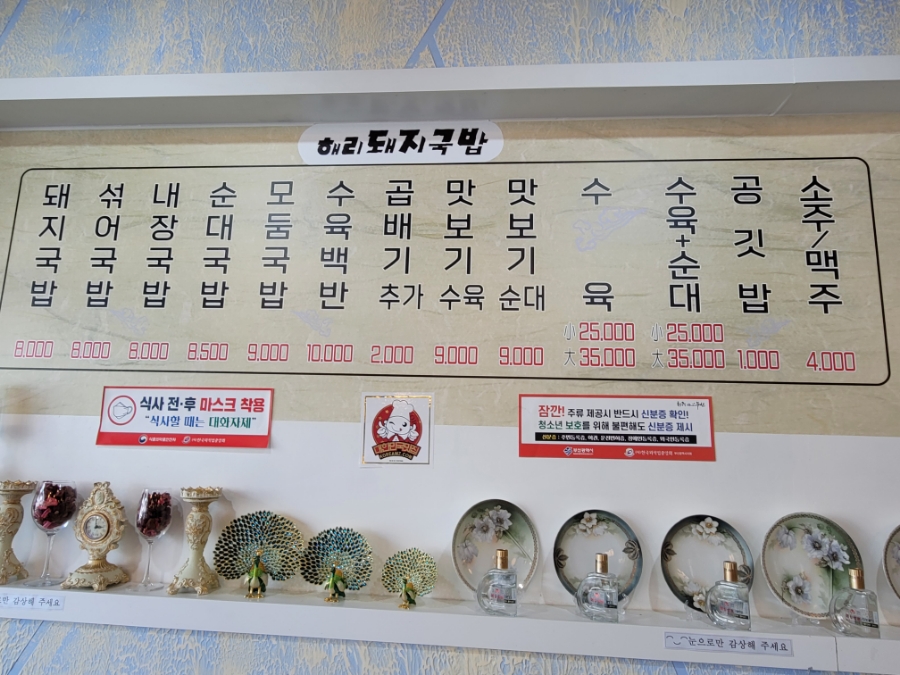 해리돼지국밥
돼지국밥 8.000
섞어국밥 8.000
내장국밥 8.000
순대국밥 8.500
모둠국밥 9.000
수육백반 10.000
곱배기 추가 2.000
맛보기 수육 9.000
맛보기 순대 9.000
수육 小 25.000 大 35.000
수육+순대 小 25.000 大 35.000
공깃밥 1.000
소주/맥주 4.000
식사 전·후 마스크 착용
"식사할 때는 대화자제"
잠깐! 주류 제공시 반드시 신분증 확인!
청소년 보호를 위해 불편해도 신분증 제시
부산광역시
감상해 주세요
눈으로만 감상해 주세요